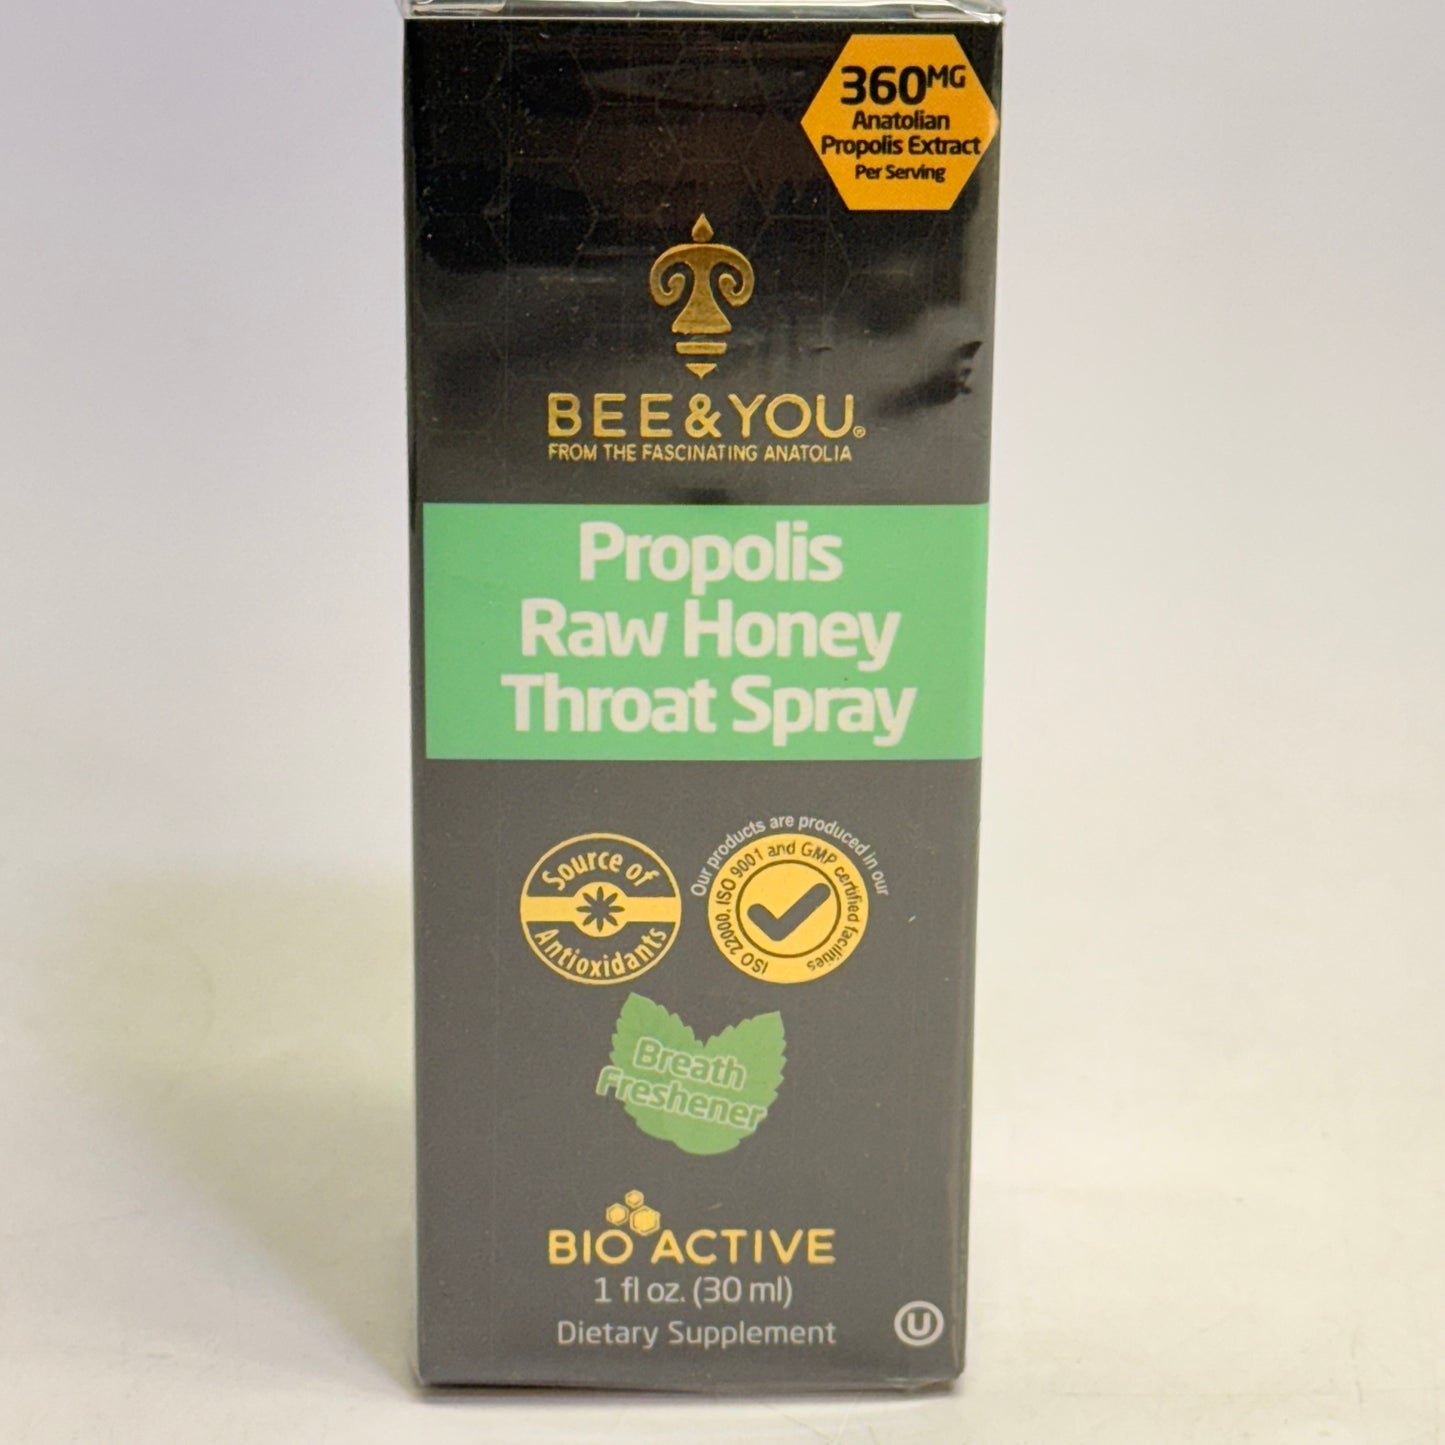 360MG
Anatolian
Propolis Extract
Per Serving
BEE&YOU®
FROM THE FASCINATING ANATOLIA
Propolis
Raw Honey
Throat Spray
Source of
Antioxidants
Our products are produced in our
ISO 22000, ISO 9001 and GMP certified facilities
Breath
Freshener
BIO ACTIVE
1 fl oz. (30 ml)
Dietary Supplement
U